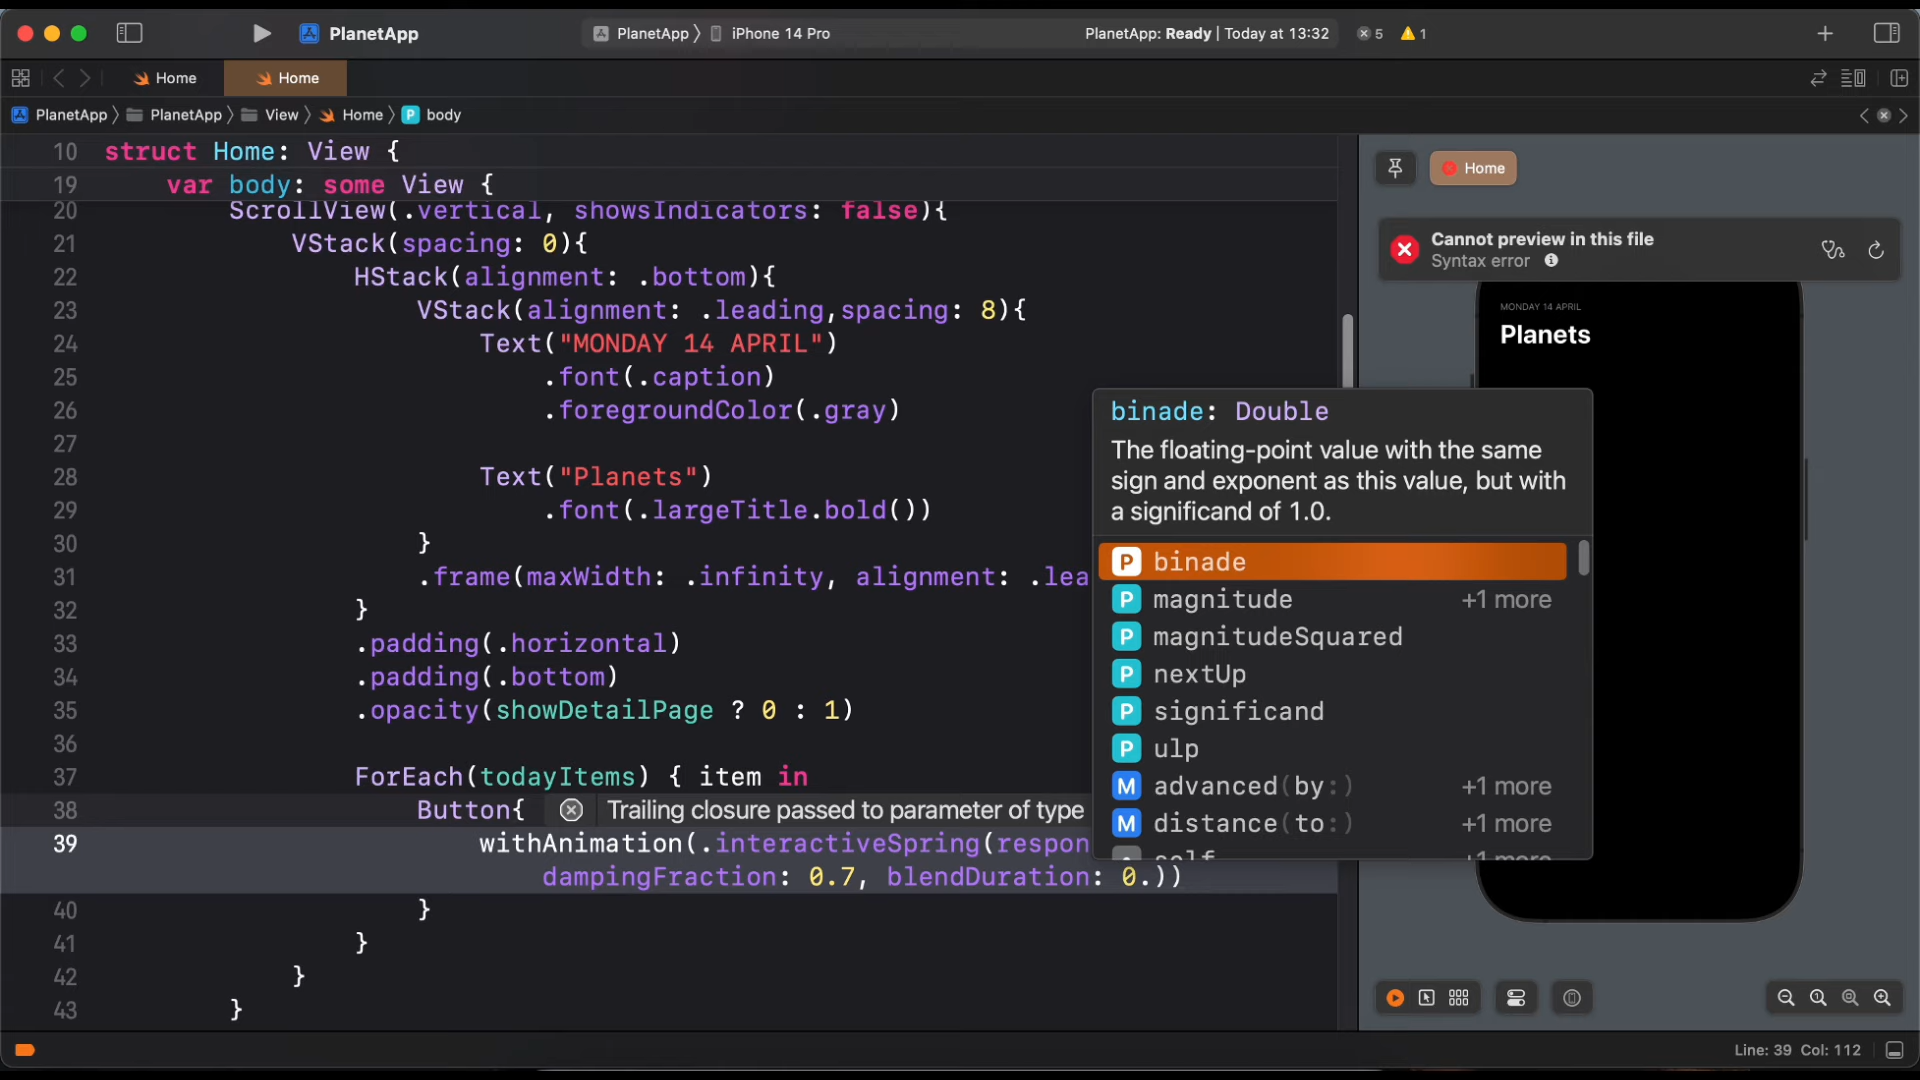 PlanetApp
PlanetApp 〉 iPhone 14 Pro
PlanetApp: Ready | Today at 13:32
5
1
Home
Home
PlanetApp 〉 PlanetApp 〉 View 〉 Home 〉 P body
10 struct Home: View {
19 var body: some View {
20 ScrollView(.vertical, showsIndicators: false){
21 VStack(spacing: 0){
22 HStack(alignment: .bottom){
23 VStack(alignment: .leading,spacing: 8){
24 Text("MONDAY 14 APRIL")
25 .font(.caption)
26 .foregroundColor(.gray)
27
28 Text("Planets")
29 .font(.largeTitle.bold())
30 }
31 .frame(maxWidth: .infinity, alignment: .lea
32 }
33 .padding(.horizontal)
34 .padding(.bottom)
35 .opacity(showDetailPage ? 0 : 1)
36
37 ForEach(todayItems) { item in
38 Button{ Trailing closure passed to parameter of type
39 withAnimation(.interactiveSpring(respon
dampingFraction: 0.7, blendDuration: 0.))
40 }
41 }
42 }
43 }
binade: Double
The floating-point value with the same
sign and exponent as this value, but with
a significand of 1.0.
P binade
P magnitude +1 more
P magnitudeSquared
P nextUp
P significand
P ulp
M advanced(by:) +1 more
M distance(to:) +1 more
self +1 more
Home
Cannot preview in this file
Syntax error
MONDAY 14 APRIL
Planets
Line: 39 Col: 112